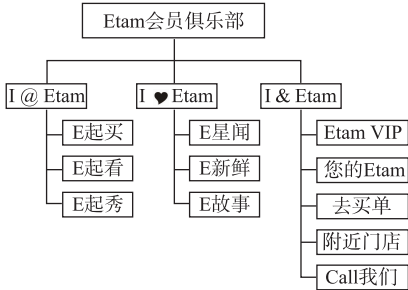 Etam会员俱乐部
I @ Etam
E起买
E起看
E起秀
I ♥ Etam
E星闻
E新鲜
E故事
I & Etam
Etam VIP
您的Etam
去买单
附近门店
Call我们